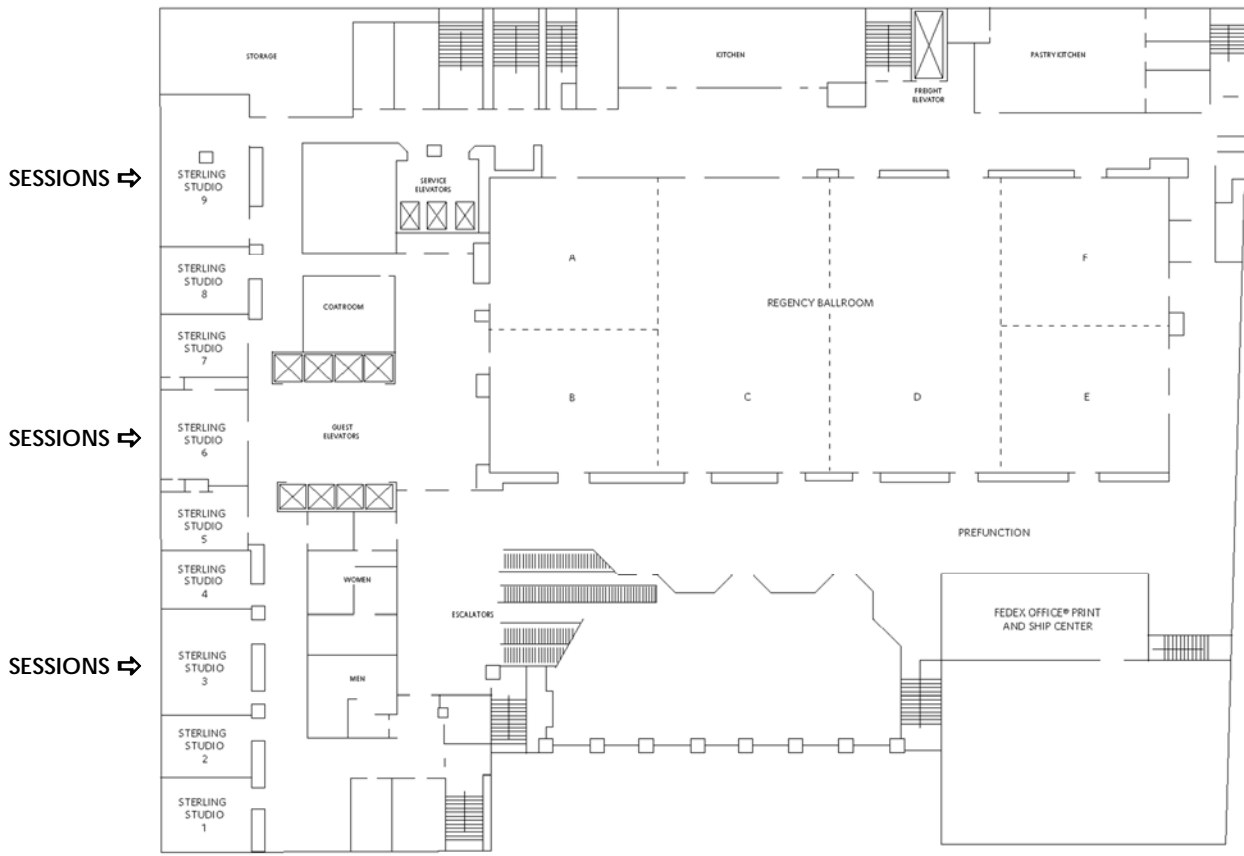 STORAGE
KITCHEN
PASTRY KITCHEN
FREIGHT
ELEVATOR
SESSIONS
STERLING
STUDIO
9
SERVICE
ELEVATORS
STERLING
STUDIO
8
COATROOM
A
F
REGENCY BALLROOM
STERLING
STUDIO
7
B
C
D
E
SESSIONS
STERLING
STUDIO
6
GUEST
ELEVATORS
STERLING
STUDIO
5
PREFUNCTION
STERLING
STUDIO
4
WOMEN
ESCALATORS
FEDEX OFFICE® PRINT
AND SHIP CENTER
SESSIONS
STERLING
STUDIO
3
MEN
STERLING
STUDIO
2
STERLING
STUDIO
1